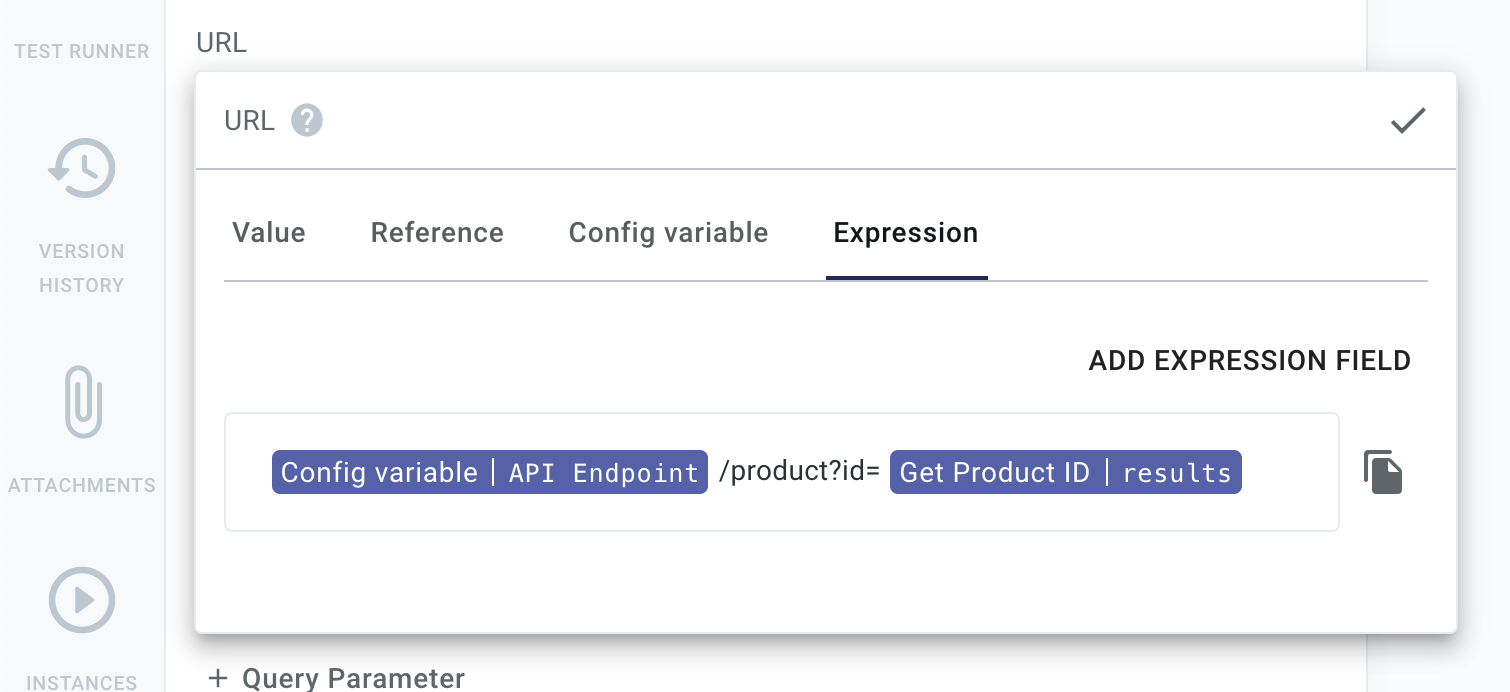 TEST RUNNER
VERSION
HISTORY
ATTACHMENTS
INSTANCES
URL
URL ?
Value Reference Config variable Expression
ADD EXPRESSION FIELD
Config variable | API Endpoint /product?id= Get Product ID | results
+ Query Parameter